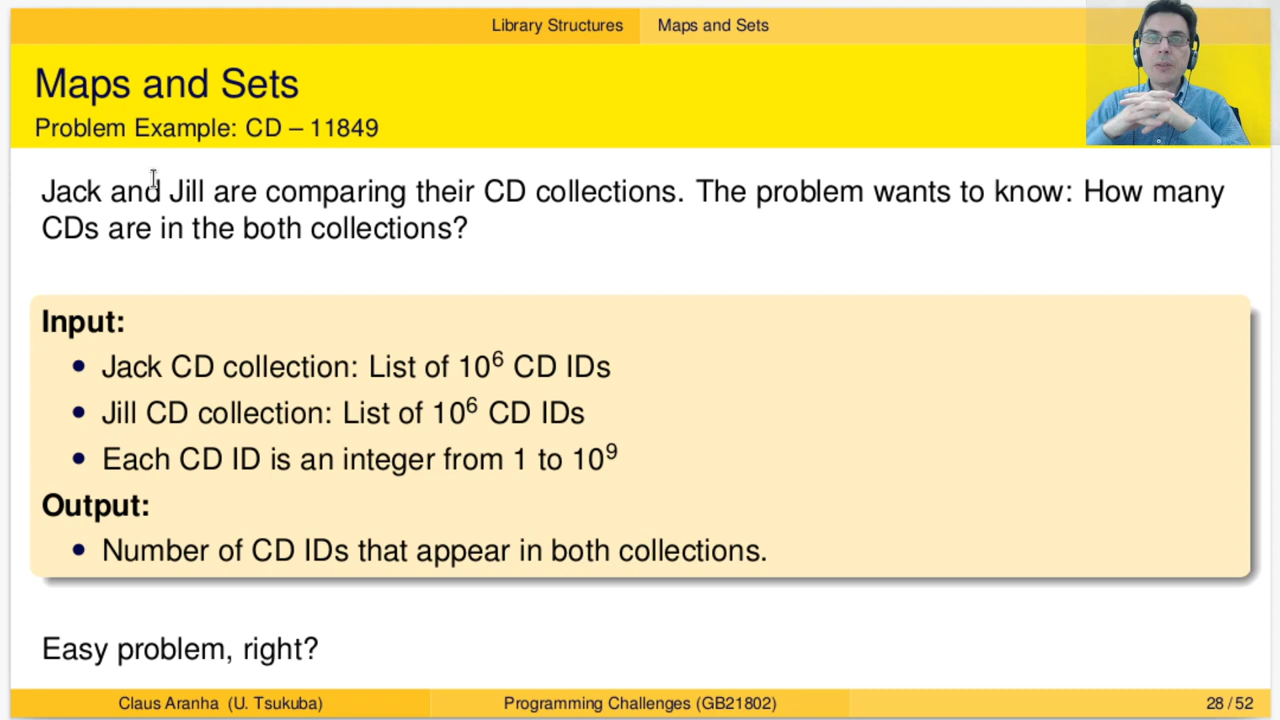 Library Structures Maps and Sets
Maps and Sets
Problem Example: CD – 11849
Jack and Jill are comparing their CD collections. The problem wants to know: How many
CDs are in the both collections?
Input:
• Jack CD collection: List of 10⁶ CD IDs
• Jill CD collection: List of 10⁶ CD IDs
• Each CD ID is an integer from 1 to 10⁹
Output:
• Number of CD IDs that appear in both collections.
Easy problem, right?
Claus Aranha (U. Tsukuba) Programming Challenges (GB21802) 28 / 52